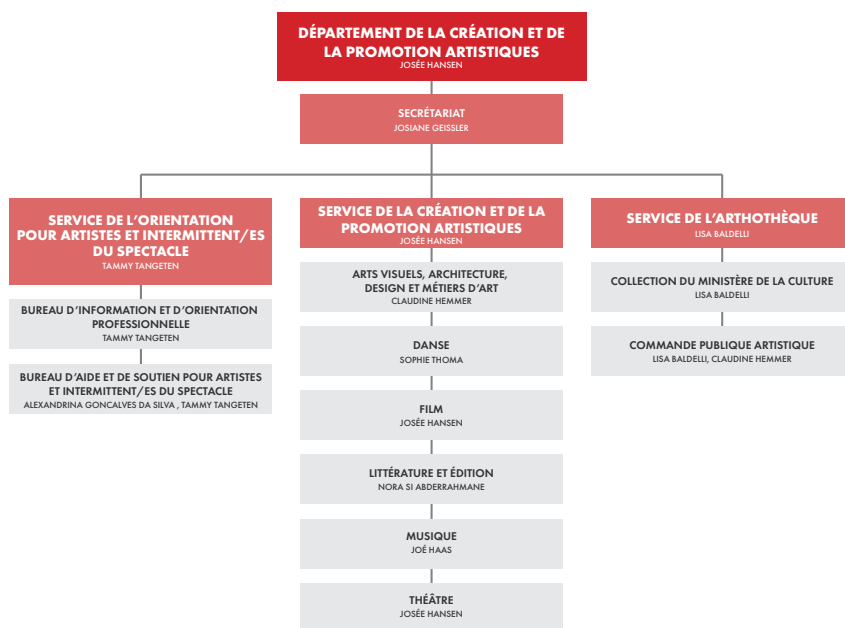 DÉPARTEMENT DE LA CRÉATION ET DE
LA PROMOTION ARTISTIQUES
JOSÉE HANSEN
SECRÉTARIAT
JOSIANE GEISSLER
SERVICE DE L'ORIENTATION
POUR ARTISTES ET INTERMITTENT/ES
DU SPECTACLE
TAMMY TANGETEN
BUREAU D'INFORMATION ET D'ORIENTATION
PROFESSIONNELLE
TAMMY TANGETEN
BUREAU D'AIDE ET DE SOUTIEN POUR ARTISTES
ET INTERMITTENT/ES DU SPECTACLE
ALEXANDRINA GONCALVES DA SILVA , TAMMY TANGETEN
SERVICE DE LA CRÉATION ET DE LA
PROMOTION ARTISTIQUES
JOSÉE HANSEN
ARTS VISUELS, ARCHITECTURE,
DESIGN ET MÉTIERS D'ART
CLAUDINE HEMMER
DANSE
SOPHIE THOMA
FILM
JOSÉE HANSEN
LITTÉRATURE ET ÉDITION
NORA SI ABDERRAHMANE
MUSIQUE
JOÉ HAAS
THÉÂTRE
JOSÉE HANSEN
SERVICE DE L'ARTHOTHÈQUE
LISA BALDELLI
COLLECTION DU MINISTÈRE DE LA CULTURE
LISA BALDELLI
COMMANDE PUBLIQUE ARTISTIQUE
LISA BALDELLI, CLAUDINE HEMMER